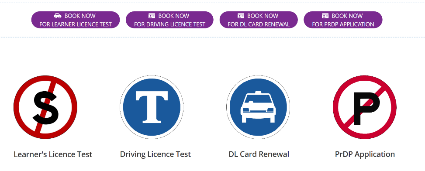 BOOK NOW
FOR LEARNER LICENCE TEST
BOOK NOW
FOR DRIVING LICENCE TEST
BOOK NOW
FOR DL CARD RENEWAL
BOOK NOW
FOR PRDP APPLICATION
S
T
P
Learner's Licence Test
Driving Licence Test
DL Card Renewal
PrDP Application